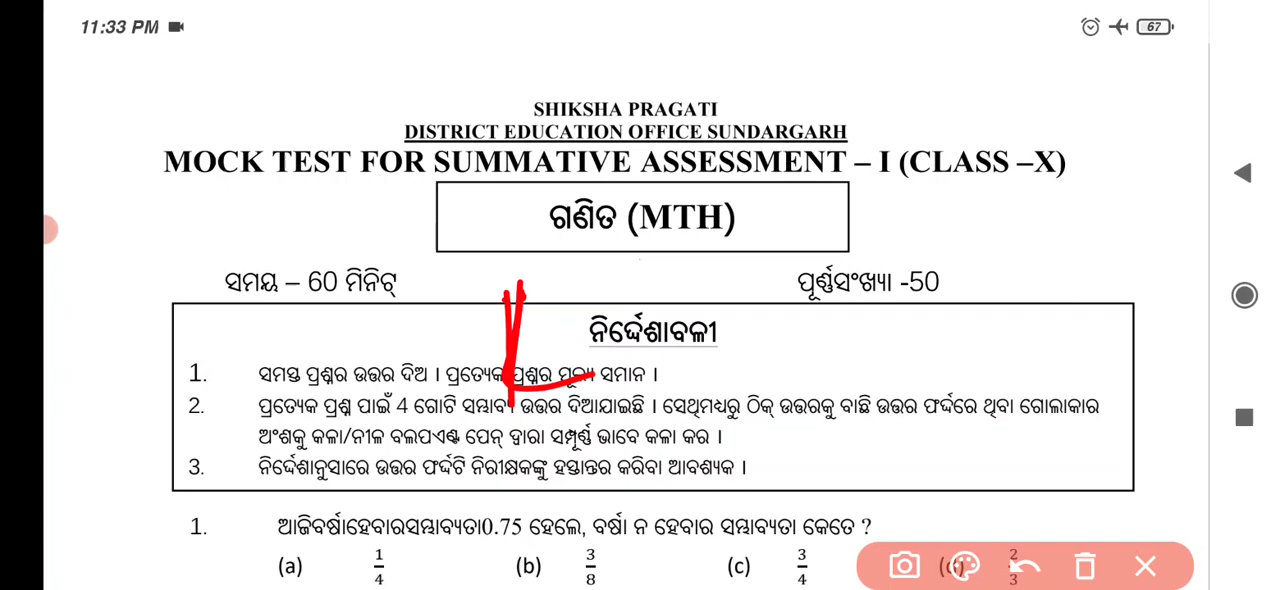 11:33 PM
67
SHIKSHA PRAGATI
DISTRICT EDUCATION OFFICE SUNDARGARH
MOCK TEST FOR SUMMATIVE ASSESSMENT – I (CLASS –X)
ଗଣିତ (MTH)
ସମୟ – 60 ମିନିଟ୍ ପୂର୍ଣ୍ଣସଂଖ୍ୟା -50
ନିର୍ଦ୍ଦେଶାବଳୀ
1. ସମସ୍ତ ପ୍ରଶ୍ନର ଉତ୍ତର ଦିଅ । ପ୍ରତ୍ୟେକ ପ୍ରଶ୍ନର ମୂଲ୍ୟ ସମାନ ।
2. ପ୍ରତ୍ୟେକ ପ୍ରଶ୍ନ ପାଇଁ 4 ଗୋଟି ସମ୍ଭାବ୍ୟ ଉତ୍ତର ଦିଆଯାଇଛି । ସେଥିମଧ୍ୟରୁ ଠିକ୍ ଉତ୍ତରକୁ ବାଛି ଉତ୍ତର ଫର୍ଦ୍ଦରେ ଥିବା ଗୋଲାକାର
ଅଂଶକୁ କଳା/ନୀଳ ବଲପଏଣ୍ଟ ପେନ୍ ଦ୍ୱାରା ସମ୍ପୂର୍ଣ୍ଣ ଭାବେ କଳା କର ।
3. ନିର୍ଦ୍ଦେଶାନୁସାରେ ଉତ୍ତର ଫର୍ଦ୍ଦଟି ନିରୀକ୍ଷକଙ୍କୁ ହସ୍ତାନ୍ତର କରିବା ଆବଶ୍ୟକ ।
1. ଆଜିବର୍ଷାହେବାରସମ୍ଭାବ୍ୟତା0.75 ହେଲେ, ବର୍ଷା ନ ହେବାର ସମ୍ଭାବ୍ୟତା କେତେ ?
(a) 1/4 (b) 3/8 (c) 3/4 (d) 2/3